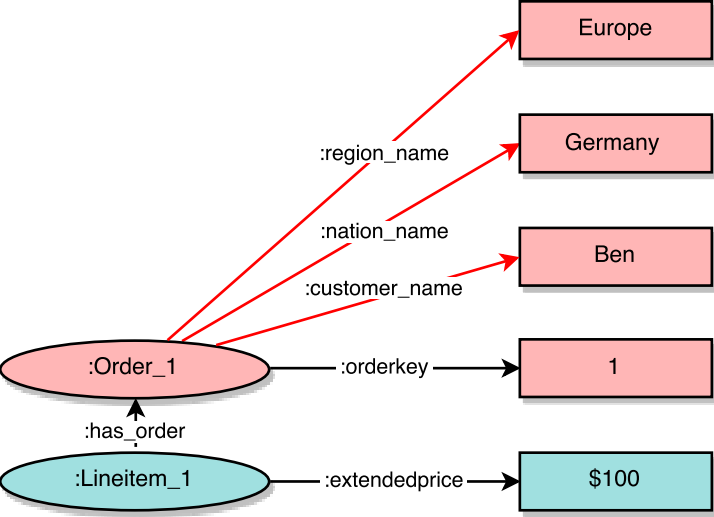 Europe
:region_name
Germany
:nation_name
Ben
:customer_name
:Order_1
:orderkey
1
:has_order
:Lineitem_1
:extendedprice
$100